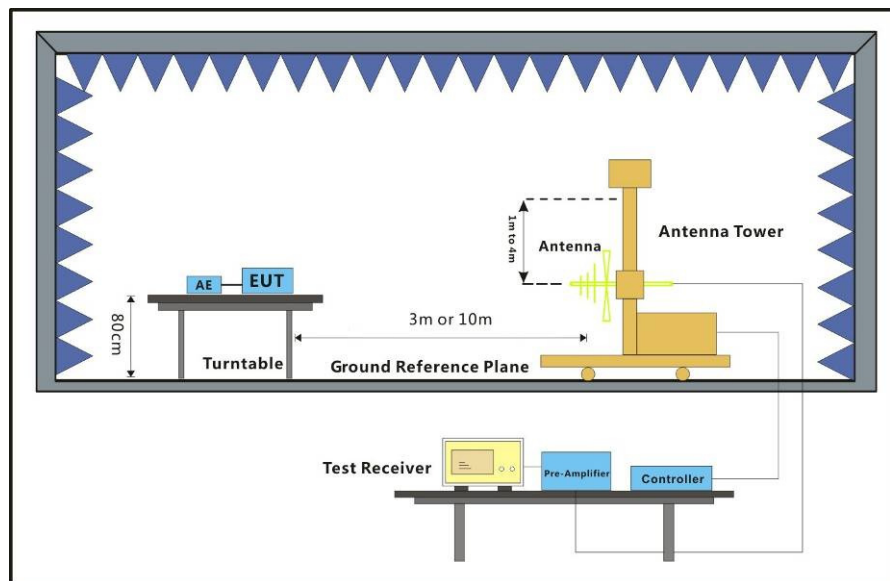 1m to 4m
Antenna
Antenna Tower
AE
EUT
80cm
3m or 10m
Turntable
Ground Reference Plane
Test Receiver
Pre-Amplifier
Controller